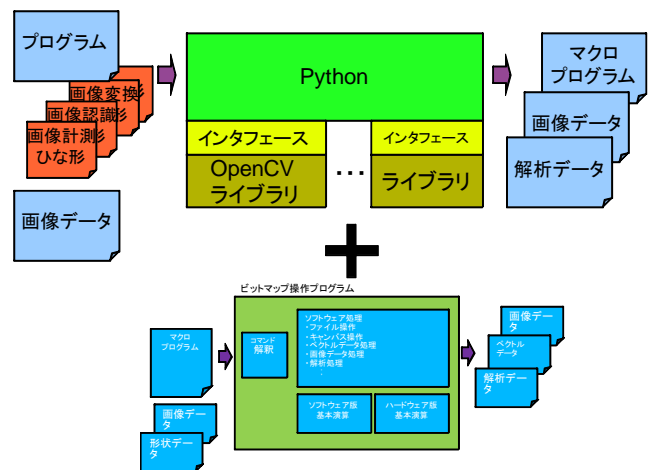 プログラム
画像変換形
画像認識形
画像計測形
ひな形
画像データ
Python
インタフェース
OpenCV
ライブラリ
…
インタフェース
ライブラリ
マクロ
プログラム
画像データ
解析データ
ビットマップ操作プログラム
マクロ
プログラム
画像デー
タ
形状デー
タ
コマンド
解釈
ソフトウェア処理
・ファイル操作
・キャンバス操作
・ベクトルデータ処理
・画像データ処理
・解析処理
:
ソフトウェア版
基本演算
ハードウェア版
基本演算
画像デー
タ
ベクトル
データ
解析デー
タ